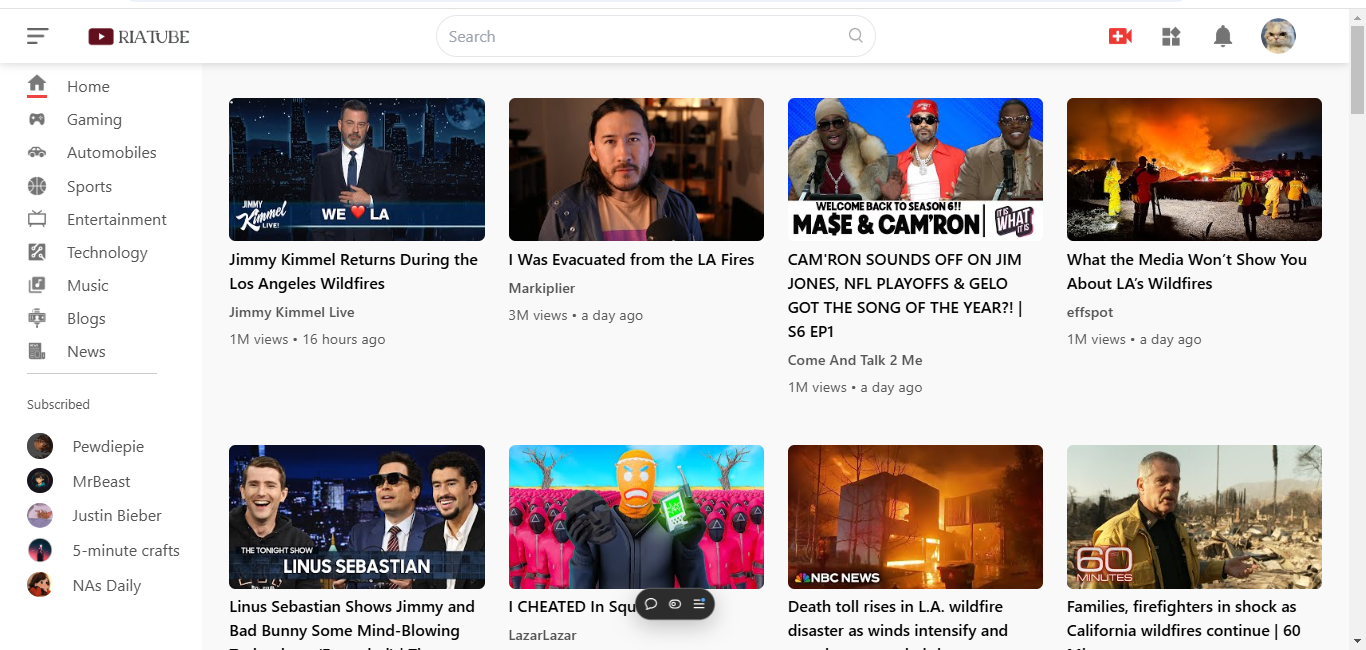 RIATUBE
Search
Home
Gaming
Automobiles
Sports
Entertainment
Technology
Music
Blogs
News
Subscribed
Pewdiepie
MrBeast
Justin Bieber
5-minute crafts
NAs Daily
JIMMY
Kimmel
LIVE!
WE ❤️ LA
Jimmy Kimmel Returns During the
Los Angeles Wildfires
Jimmy Kimmel Live
1M views • 16 hours ago
I Was Evacuated from the LA Fires
Markiplier
3M views • a day ago
WELCOME BACK TO SEASON 6!!
MA$E & CAM'RON
IT IS WHAT IT IS
CAM'RON SOUNDS OFF ON JIM
JONES, NFL PLAYOFFS & GELO
GOT THE SONG OF THE YEAR?! |
S6 EP1
Come And Talk 2 Me
1M views • a day ago
What the Media Won’t Show You
About LA’s Wildfires
effspot
1M views • a day ago
THE TONIGHT SHOW
LINUS SEBASTIAN
Linus Sebastian Shows Jimmy and
Bad Bunny Some Mind-Blowing
I CHEATED In Squ
LazarLazar
NBC NEWS
Death toll rises in L.A. wildfire
disaster as winds intensify and
60
MINUTES
Families, firefighters in shock as
California wildfires continue | 60